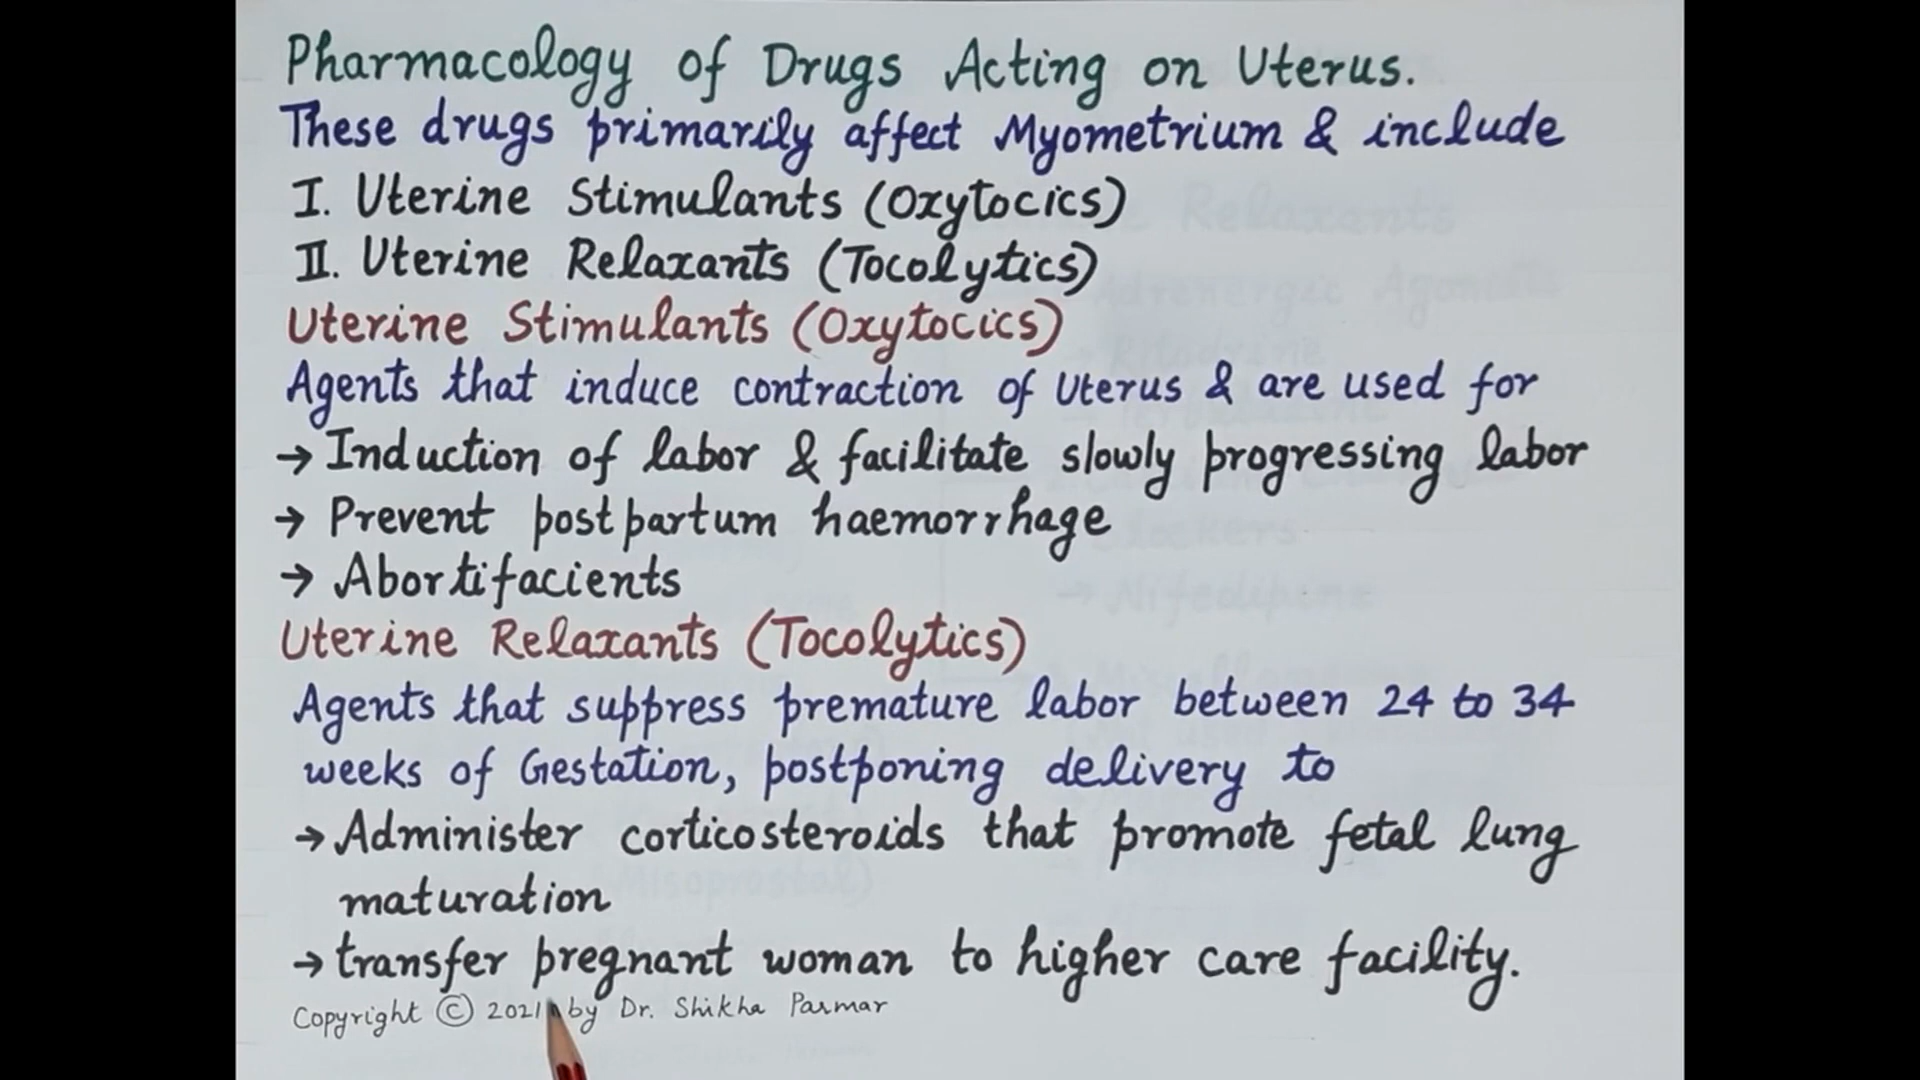 Pharmacology of Drugs Acting on Uterus.
These drugs primarily affect Myometrium & include
I. Uterine Stimulants (Oxytocics)
II. Uterine Relaxants (Tocolytics)
Uterine Stimulants (Oxytocics)
Agents that induce contraction of Uterus & are used for
→ Induction of labor & facilitate slowly progressing labor
→ Prevent postpartum haemorrhage
→ Abortifacients
Uterine Relaxants (Tocolytics)
Agents that suppress premature labor between 24 to 34
weeks of Gestation, postponing delivery to
→ Administer corticosteroids that promote fetal lung
maturation
→ transfer pregnant woman to higher care facility.
Copyright © 2021 by Dr. Shikha Parmar